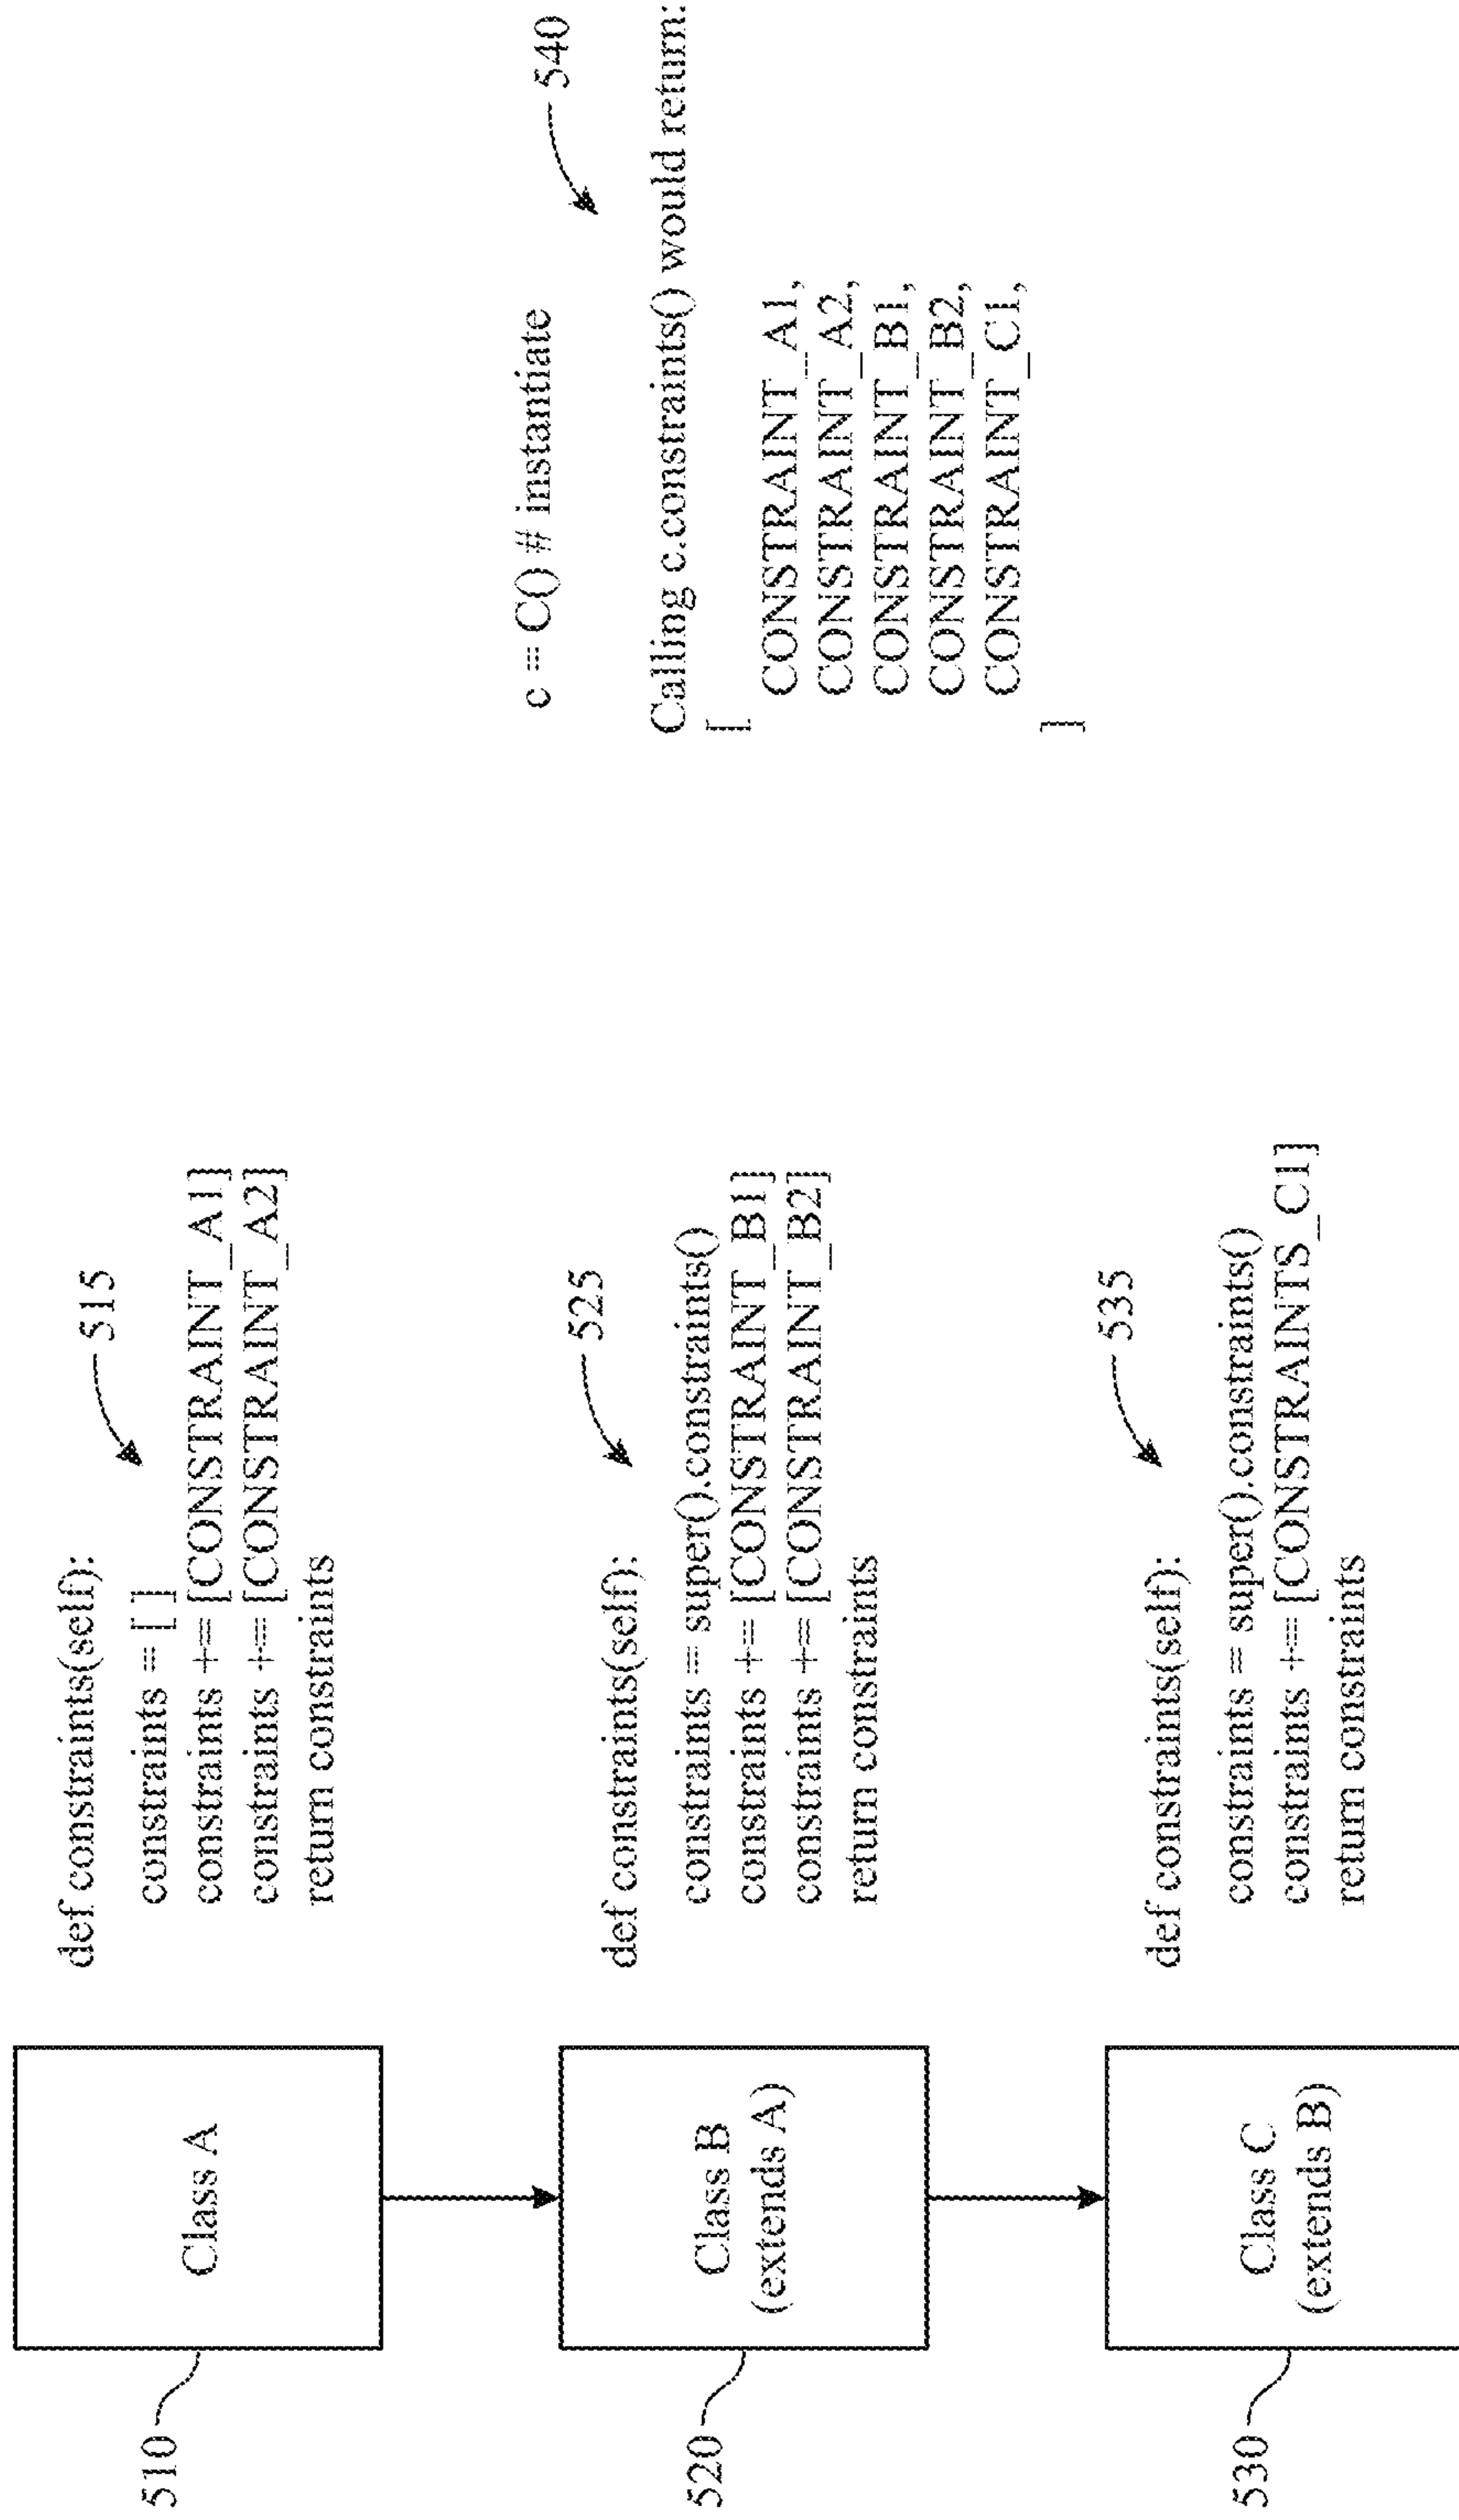 510
Class A
515
def constraints(self):
constraints = [ ]
constraints += [CONSTRAINT_A1]
constraints += [CONSTRAINT_A2]
return constraints
520
Class B
(extends A)
525
def constraints(self):
constraints = super().constraints()
constraints += [CONSTRAINT_B1]
constraints += [CONSTRAINT_B2]
return constraints
530
Class C
(extends B)
535
def constraints(self):
constraints = super().constraints()
constraints += [CONSTRAINTS_C1]
return constraints
540
c = C() # instantiate
Calling c.constraints() would return:
[
CONSTRAINT_A1,
CONSTRAINT_A2,
CONSTRAINT_B1,
CONSTRAINT_B2,
CONSTRAINT_C1,
]